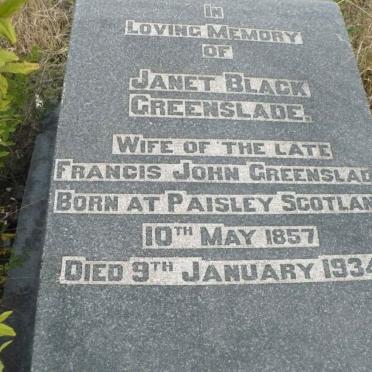 IN
LOVING MEMORY
OF
JANET BLACK
GREENSLADE.
WIFE OF THE LATE
FRANCIS JOHN GREENSLAD
BORN AT PAISLEY SCOTLAN
10TH MAY 1857
DIED 9TH JANUARY 1934